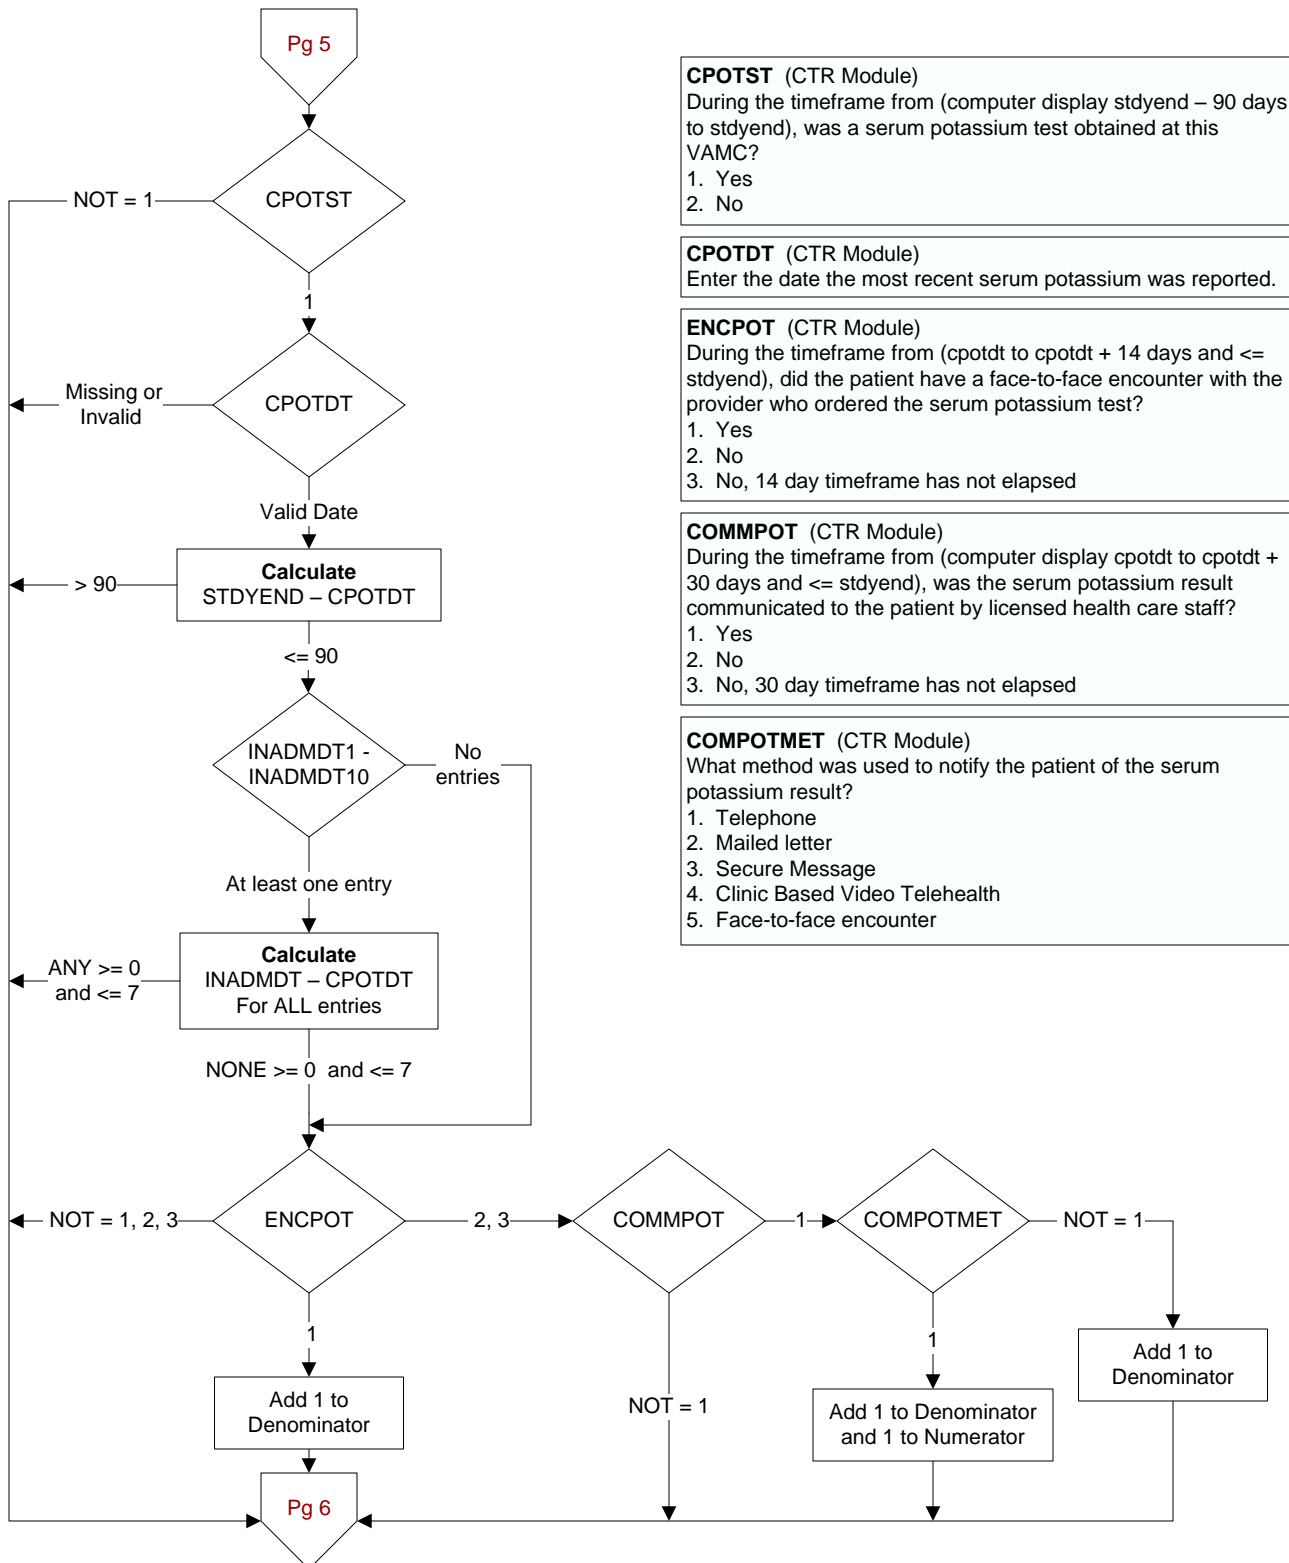 Pg 5
CPOTST
NOT = 1
1
CPOTDT
Missing or
Invalid
Valid Date
Calculate
STDYEND – CPOTDT
> 90
<= 90
INADMDT1 -
INADMDT10
No
entries
At least one entry
Calculate
INADMDT – CPOTDT
For ALL entries
ANY >= 0
and <= 7
NONE >= 0 and <= 7
ENCPOT
NOT = 1, 2, 3
2, 3
COMMPOT
1
COMPOTMET
NOT = 1
1
Add 1 to
Denominator
NOT = 1
1
Add 1 to Denominator
and 1 to Numerator
Add 1 to
Denominator
Pg 6
CPOTST (CTR Module)
During the timeframe from (computer display stdyend – 90 days
to stdyend), was a serum potassium test obtained at this
VAMC?
1. Yes
2. No
CPOTDT (CTR Module)
Enter the date the most recent serum potassium was reported.
ENCPOT (CTR Module)
During the timeframe from (cpotdt to cpotdt + 14 days and <=
stdyend), did the patient have a face-to-face encounter with the
provider who ordered the serum potassium test?
1. Yes
2. No
3. No, 14 day timeframe has not elapsed
COMMPOT (CTR Module)
During the timeframe from (computer display cpotdt to cpotdt +
30 days and <= stdyend), was the serum potassium result
communicated to the patient by licensed health care staff?
1. Yes
2. No
3. No, 30 day timeframe has not elapsed
COMPOTMET (CTR Module)
What method was used to notify the patient of the serum
potassium result?
1. Telephone
2. Mailed letter
3. Secure Message
4. Clinic Based Video Telehealth
5. Face-to-face encounter